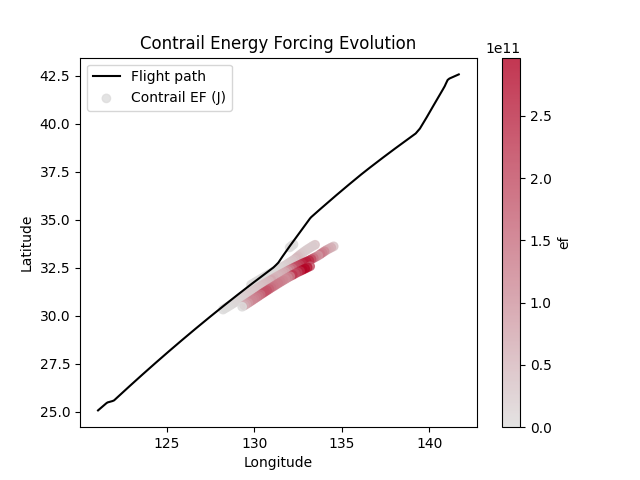 Contrail Energy Forcing Evolution
1e11
Flight path
Contrail EF (J)
42.5
40.0
37.5
35.0
32.5
30.0
27.5
25.0
Latitude
125
130
135
140
Longitude
2.5
2.0
1.5
1.0
0.5
0.0
ef